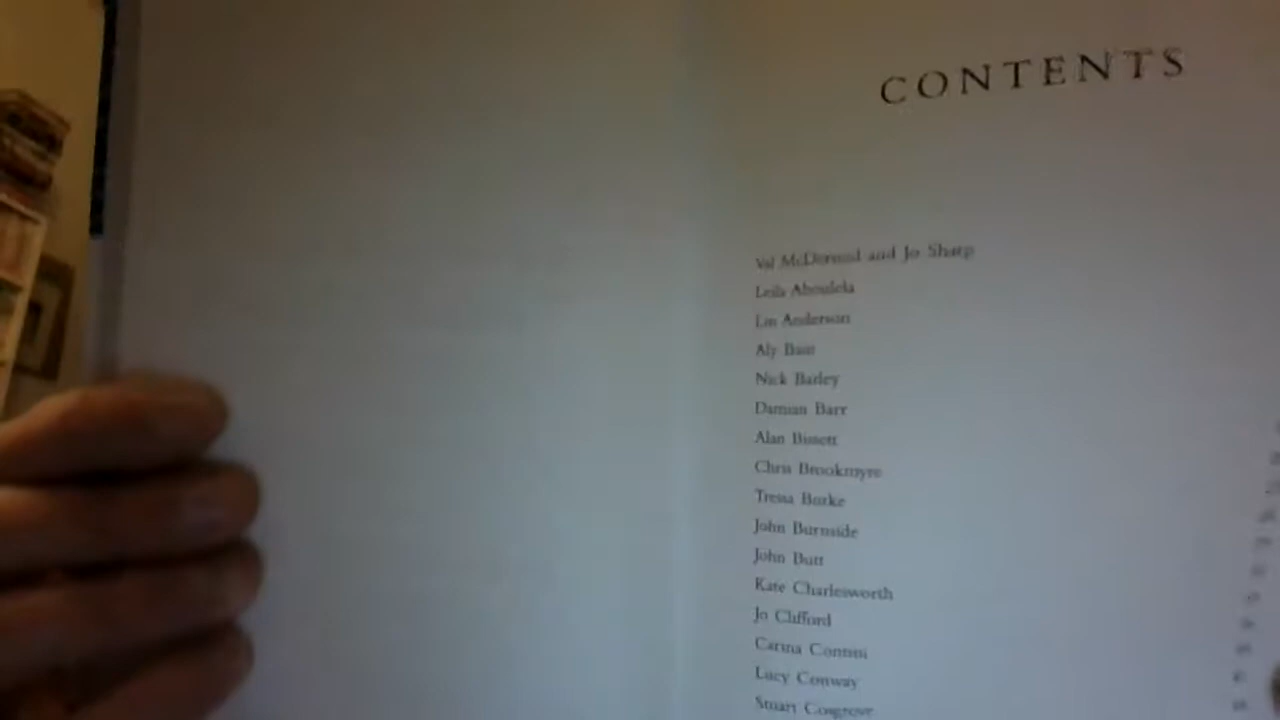 CONTENTS
Val McDermid and Jo Sharp
Leila Aboulela
Lin Anderson
Aly Bain
Nick Barley
Damian Barr
Alan Bissett
Chris Brookmyre
Tressa Burke
John Burnside
John Butt
Kate Charlesworth
Jo Clifford
Carina Contini
Lucy Conway
Stuart Cosgrove